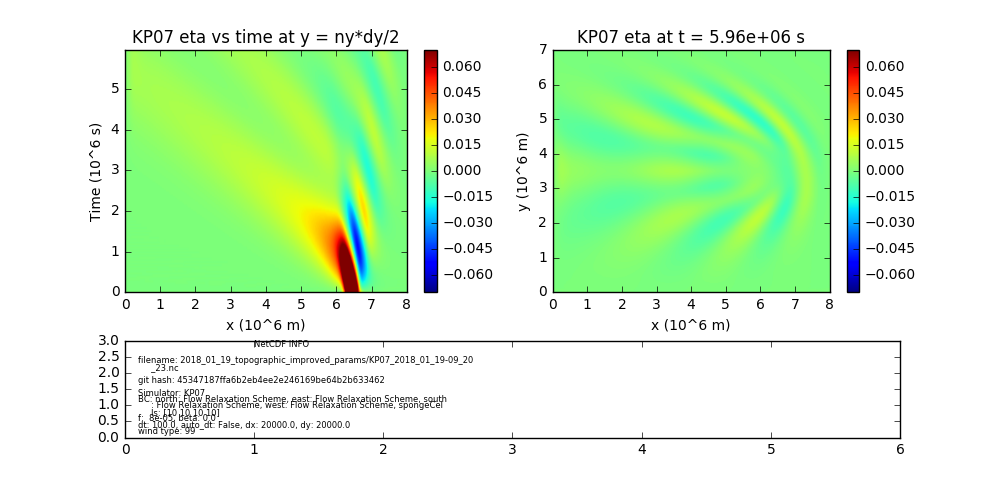 KP07 eta vs time at y = ny*dy/2
KP07 eta at t = 5.96e+06 s
Time (10^6 s)
5
4
3
2
1
0
0 1 2 3 4 5 6 7 8
x (10^6 m)
0.060
0.045
0.030
0.015
0.000
−0.015
−0.030
−0.045
−0.060
y (10^6 m)
7
6
5
4
3
2
1
0
0 1 2 3 4 5 6 7 8
x (10^6 m)
0.060
0.045
0.030
0.015
0.000
−0.015
−0.030
−0.045
−0.060
3.0
2.5
2.0
1.5
1.0
0.5
0.0
NetCDF INFO
filename: 2018_01_19_topographic_improved_params/KP07_2018_01_19-09_20
_23.nc
git hash: 45347187ffa6b2eb4ee2e246169be64b2b633462
Simulator: KP07
BC: north: Flow Relaxation Scheme, east: Flow Relaxation Scheme, south
: Flow Relaxation Scheme, west: Flow Relaxation Scheme, spongeCel
ls: [10,10,10,10]
f: 8e-05, beta: 0.0
dt: 100.0, auto_dt: False, dx: 20000.0, dy: 20000.0
wind type: 99
0 1 2 3 4 5 6